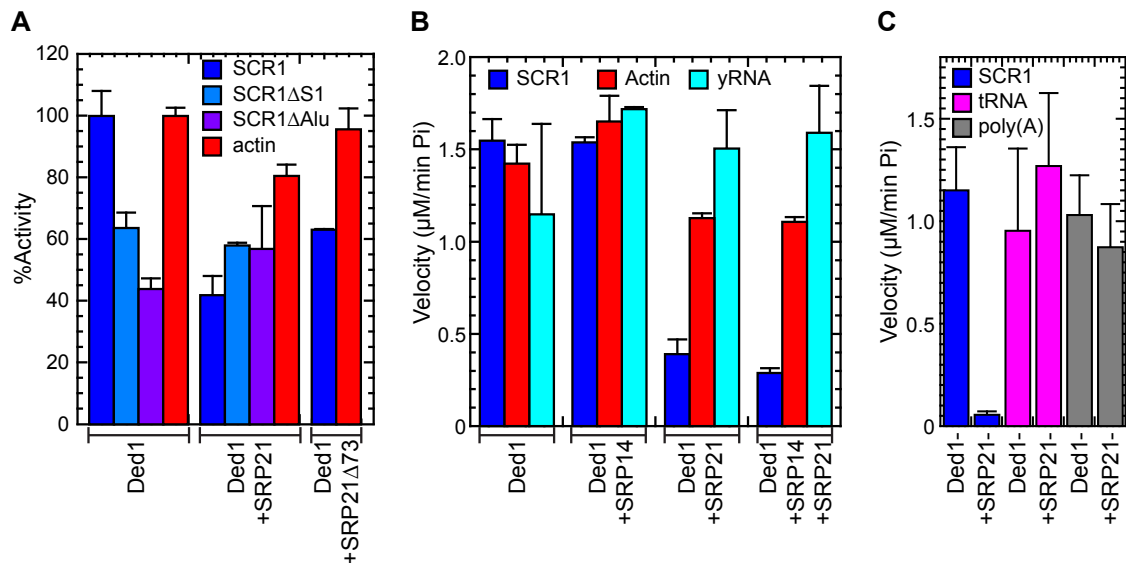 A
%Activity
120
100
80
60
40
20
0
SCR1
SCR1ΔS1
SCR1ΔAlu
actin
Ded1
Ded1
+SRP21
Ded1
+SRP21Δ73
B
Velocity (µM/min Pi)
2.0
1.5
1.0
0.5
0
SCR1 Actin yRNA
Ded1
Ded1
+SRP14
Ded1
+SRP21
Ded1
+SRP14
+SRP21
C
Velocity (µM/min Pi)
1.5
1.0
0.5
0
SCR1
tRNA
poly(A)
Ded1-
+SRP21-
Ded1-
+SRP21-
Ded1-
+SRP21-